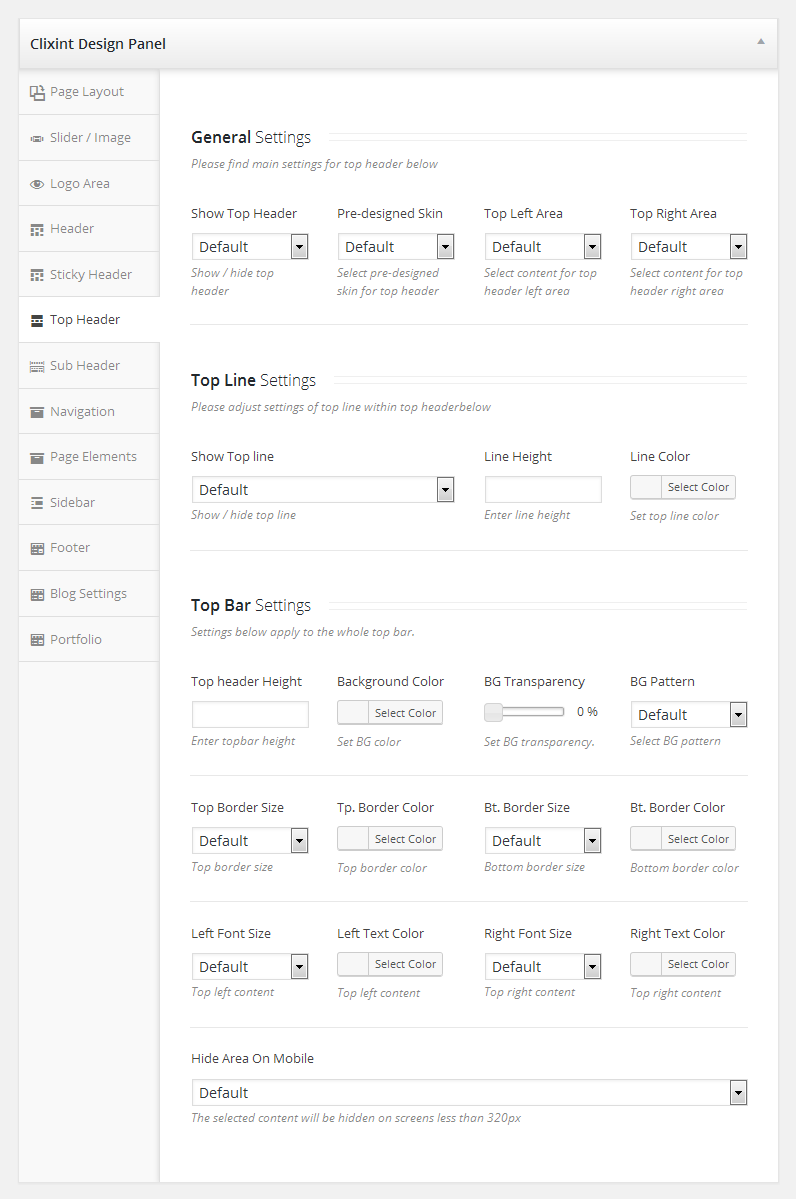 Clixint Design Panel
Page Layout
Slider / Image
Logo Area
Header
Sticky Header
Top Header
Sub Header
Navigation
Page Elements
Sidebar
Footer
Blog Settings
Portfolio
General Settings
Please find main settings for top header below
Show Top Header
Default
Show / hide top
header
Pre-designed Skin
Default
Select pre-designed
skin for top header
Top Left Area
Default
Select content for top
header left area
Top Right Area
Default
Select content for top
header right area
Top Line Settings
Please adjust settings of top line within top headerbelow
Show Top line
Default
Show / hide top line
Line Height
Enter line height
Line Color
Select Color
Set top line color
Top Bar Settings
Settings below apply to the whole top bar.
Top header Height
Enter topbar height
Background Color
Select Color
Set BG color
BG Transparency
0 %
Set BG transparency.
BG Pattern
Default
Select BG pattern
Top Border Size
Default
Top border size
Tp. Border Color
Select Color
Top border color
Bt. Border Size
Default
Bottom border size
Bt. Border Color
Select Color
Bottom border color
Left Font Size
Default
Top left content
Left Text Color
Select Color
Top left content
Right Font Size
Default
Top right content
Right Text Color
Select Color
Top right content
Hide Area On Mobile
Default
The selected content will be hidden on screens less than 320px